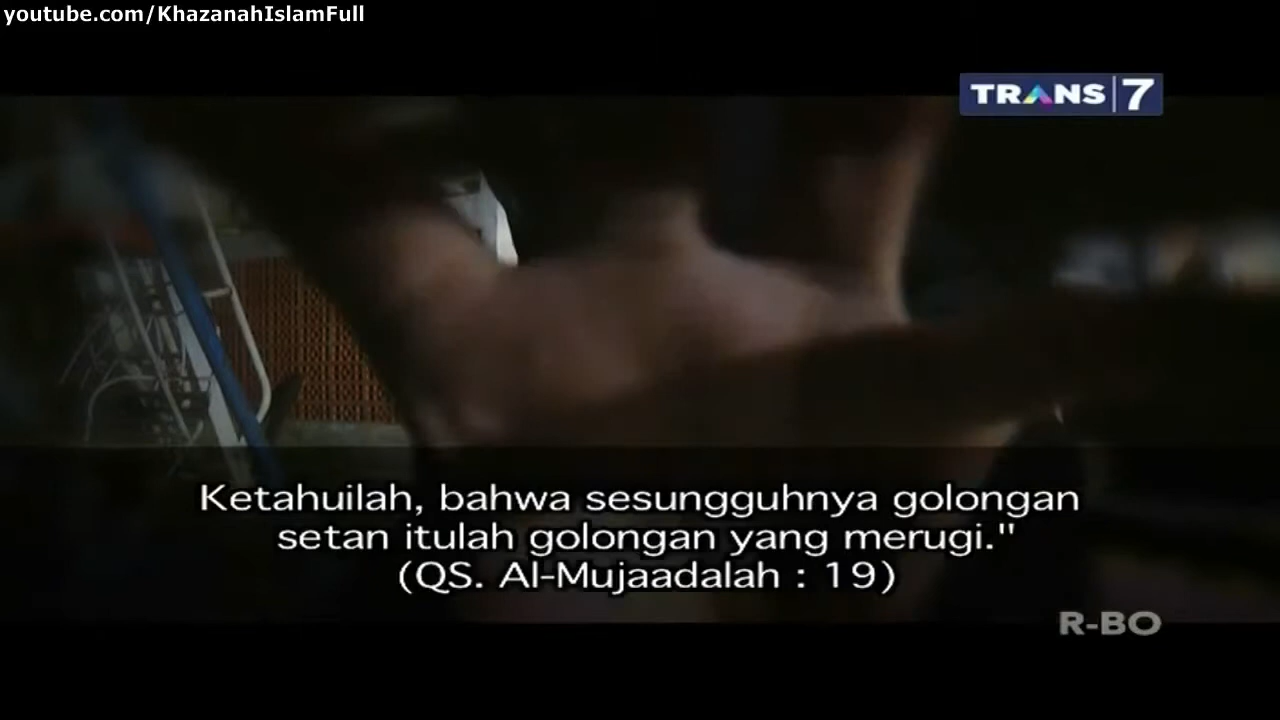 youtube.com/KhazanahIslamFull
TRANS|7
Ketahuilah, bahwa sesungguhnya golongan
setan itulah golongan yang merugi."
(QS. Al-Mujaadalah : 19)
R-BO